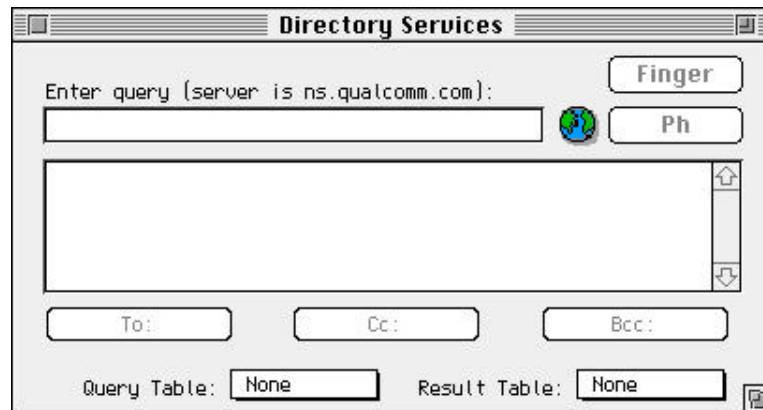 Directory Services
Finger
Enter query (server is ns.qualcomm.com):
Ph
To: Cc: Bcc:
Query Table: None Result Table: None